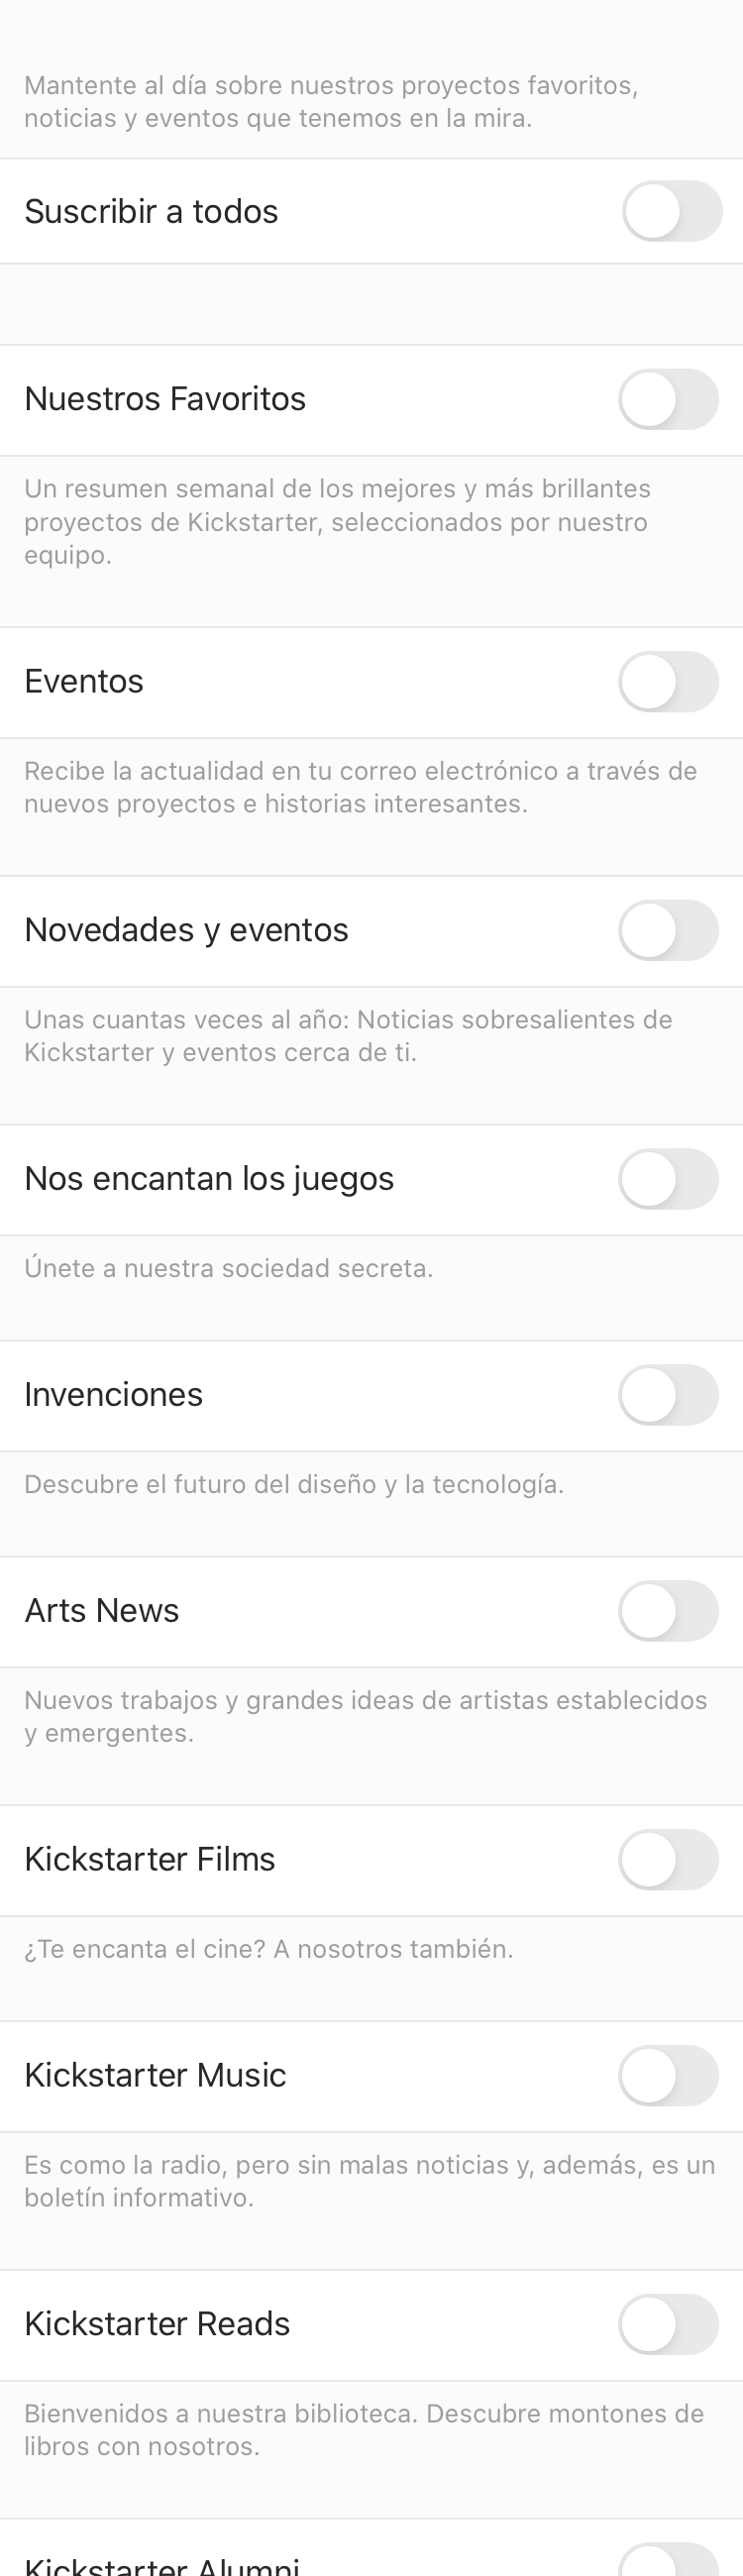 Mantente al día sobre nuestros proyectos favoritos,
noticias y eventos que tenemos en la mira.
Suscribir a todos
Nuestros Favoritos
Un resumen semanal de los mejores y más brillantes
proyectos de Kickstarter, seleccionados por nuestro
equipo.
Eventos
Recibe la actualidad en tu correo electrónico a través de
nuevos proyectos e historias interesantes.
Novedades y eventos
Unas cuantas veces al año: Noticias sobresalientes de
Kickstarter y eventos cerca de ti.
Nos encantan los juegos
Únete a nuestra sociedad secreta.
Invenciones
Descubre el futuro del diseño y la tecnología.
Arts News
Nuevos trabajos y grandes ideas de artistas establecidos
y emergentes.
Kickstarter Films
¿Te encanta el cine? A nosotros también.
Kickstarter Music
Es como la radio, pero sin malas noticias y, además, es un
boletín informativo.
Kickstarter Reads
Bienvenidos a nuestra biblioteca. Descubre montones de
libros con nosotros.
Kickstarter Alumni